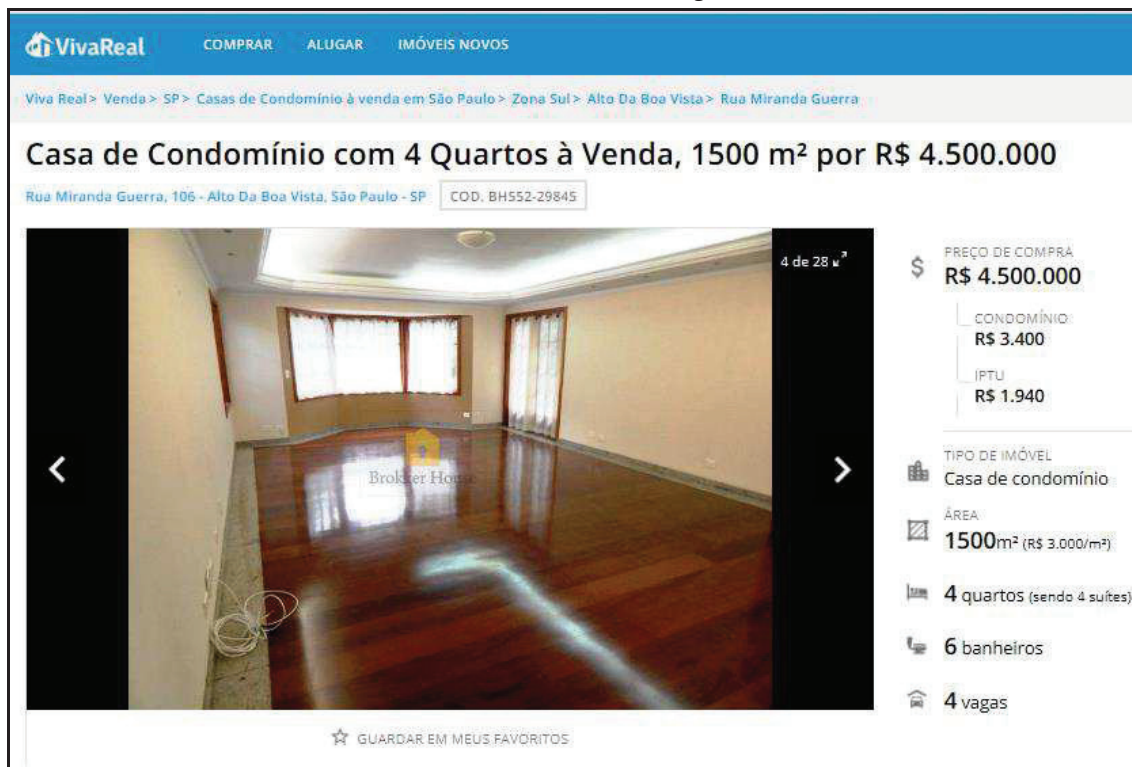 VivaReal COMPRAR ALUGAR IMÓVEIS NOVOS
Viva Real> Venda> SP> Casas de Condomínio à venda em São Paulo> Zona Sul> Alto Da Boa Vista> Rua Miranda Guerra
Casa de Condomínio com 4 Quartos à Venda, 1500 m² por R$ 4.500.000
Rua Miranda Guerra, 106 - Alto Da Boa Vista, São Paulo - SP COD. BH552-29845
4 de 28
Brokker House
GUARDAR EM MEUS FAVORITOS
$ PREÇO DE COMPRA
R$ 4.500.000
CONDOMÍNIO
R$ 3.400
IPTU
R$ 1.940
TIPO DE IMÓVEL
Casa de condomínio
ÁREA
1500m² (R$ 3.000/m²)
4 quartos (sendo 4 suítes)
6 banheiros
4 vagas